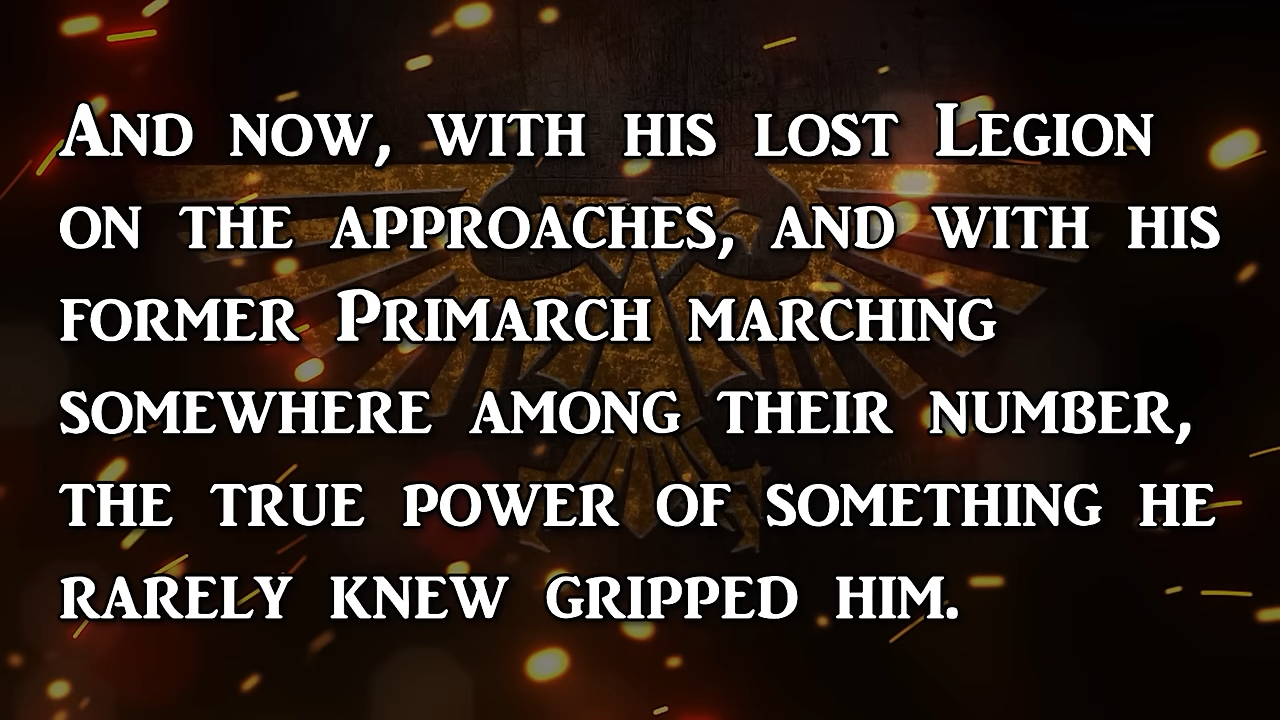 And now, with his lost Legion
on the approaches, and with his
former Primarch marching
somewhere among their number,
the true power of something he
rarely knew gripped him.